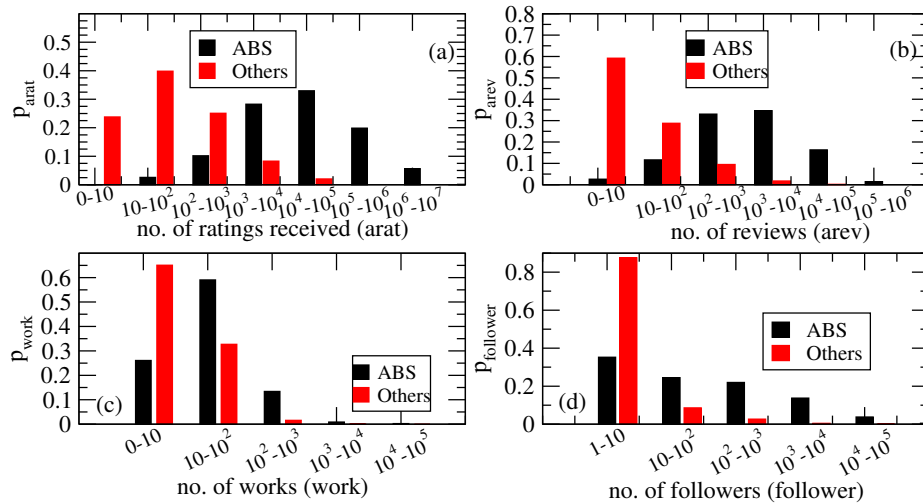 0.5
0.4
0.3
0.2
0.1
0
p_arat
ABS
Others
(a)
0-10
10-10^2
10^2-10^3
10^3-10^4
10^4-10^5
10^5-10^6
10^6-10^7
no. of ratings received (arat)
0.8
0.7
0.6
0.5
0.4
0.3
0.2
0.1
0
p_arev
ABS
Others
(b)
0-10
10-10^2
10^2-10^3
10^3-10^4
10^4-10^5
10^5-10^6
no. of reviews (arev)
0.6
0.5
0.4
0.3
0.2
0.1
0
p_work
ABS
Others
(c)
0-10
10-10^2
10^2-10^3
10^3-10^4
10^4-10^5
no. of works (work)
0.8
0.6
0.4
0.2
0
p_follower
ABS
Others
(d)
1-10
10-10^2
10^2-10^3
10^3-10^4
10^4-10^5
no. of followers (follower)